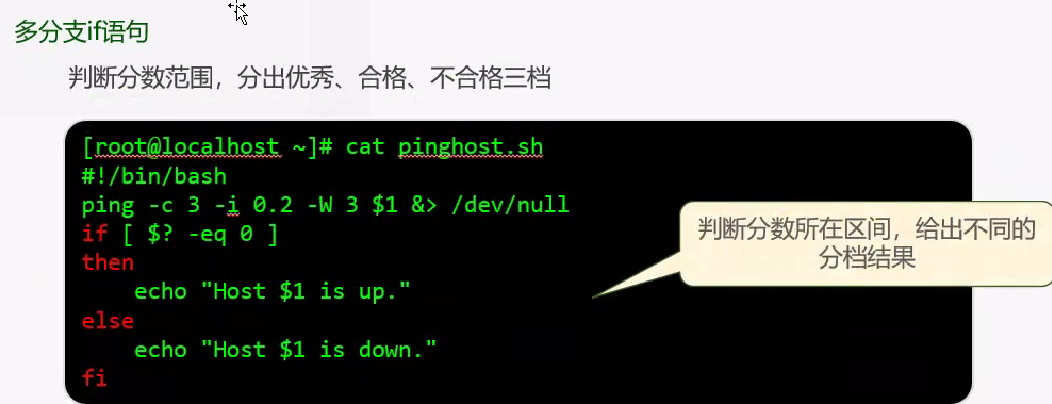 多分支if语句
判断分数范围，分出优秀、合格、不合格三档
[root@localhost ~]# cat pinghost.sh
#!/bin/bash
ping -c 3 -i 0.2 -W 3 $1 &> /dev/null
if [ $? -eq 0 ]
then
    echo "Host $1 is up."
else
    echo "Host $1 is down."
fi
判断分数所在区间，给出不同的
分档结果